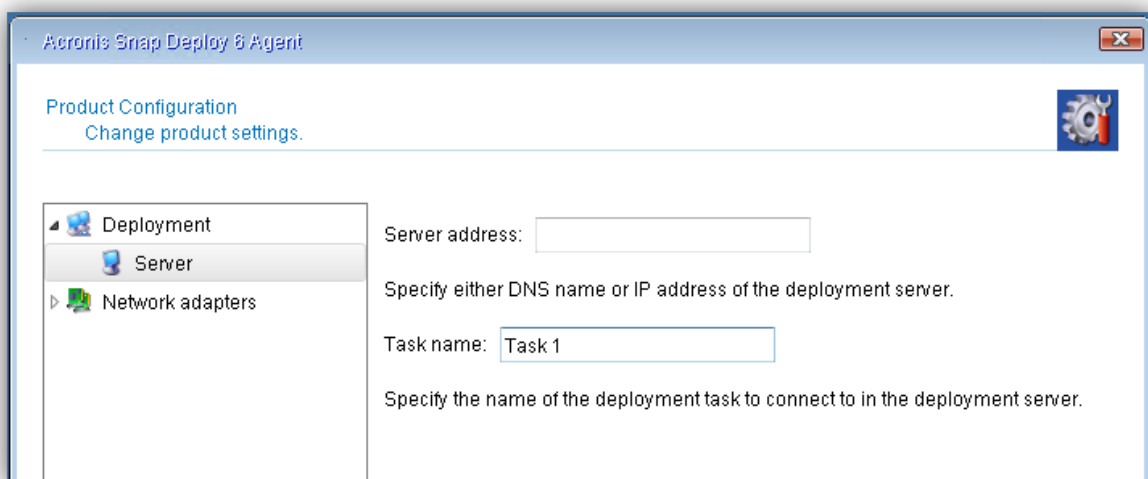 Acronis Snap Deploy 6 Agent
Product Configuration
Change product settings.
Deployment
Server
Network adapters
Server address:
Specify either DNS name or IP address of the deployment server.
Task name: Task 1
Specify the name of the deployment task to connect to in the deployment server.